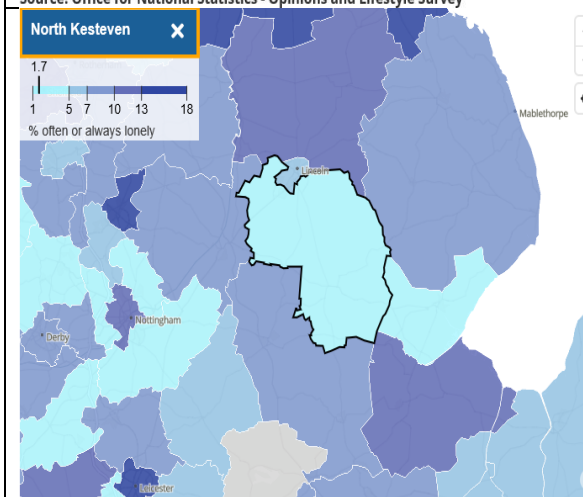 Source: Office for National Statistics - Opinions and Lifestyle Survey
North Kesteven ×
1.7
1 5 7 10 13 18
% often or always lonely
Mablethorpe
Lincoln
Nottingham
Derby
Leicester